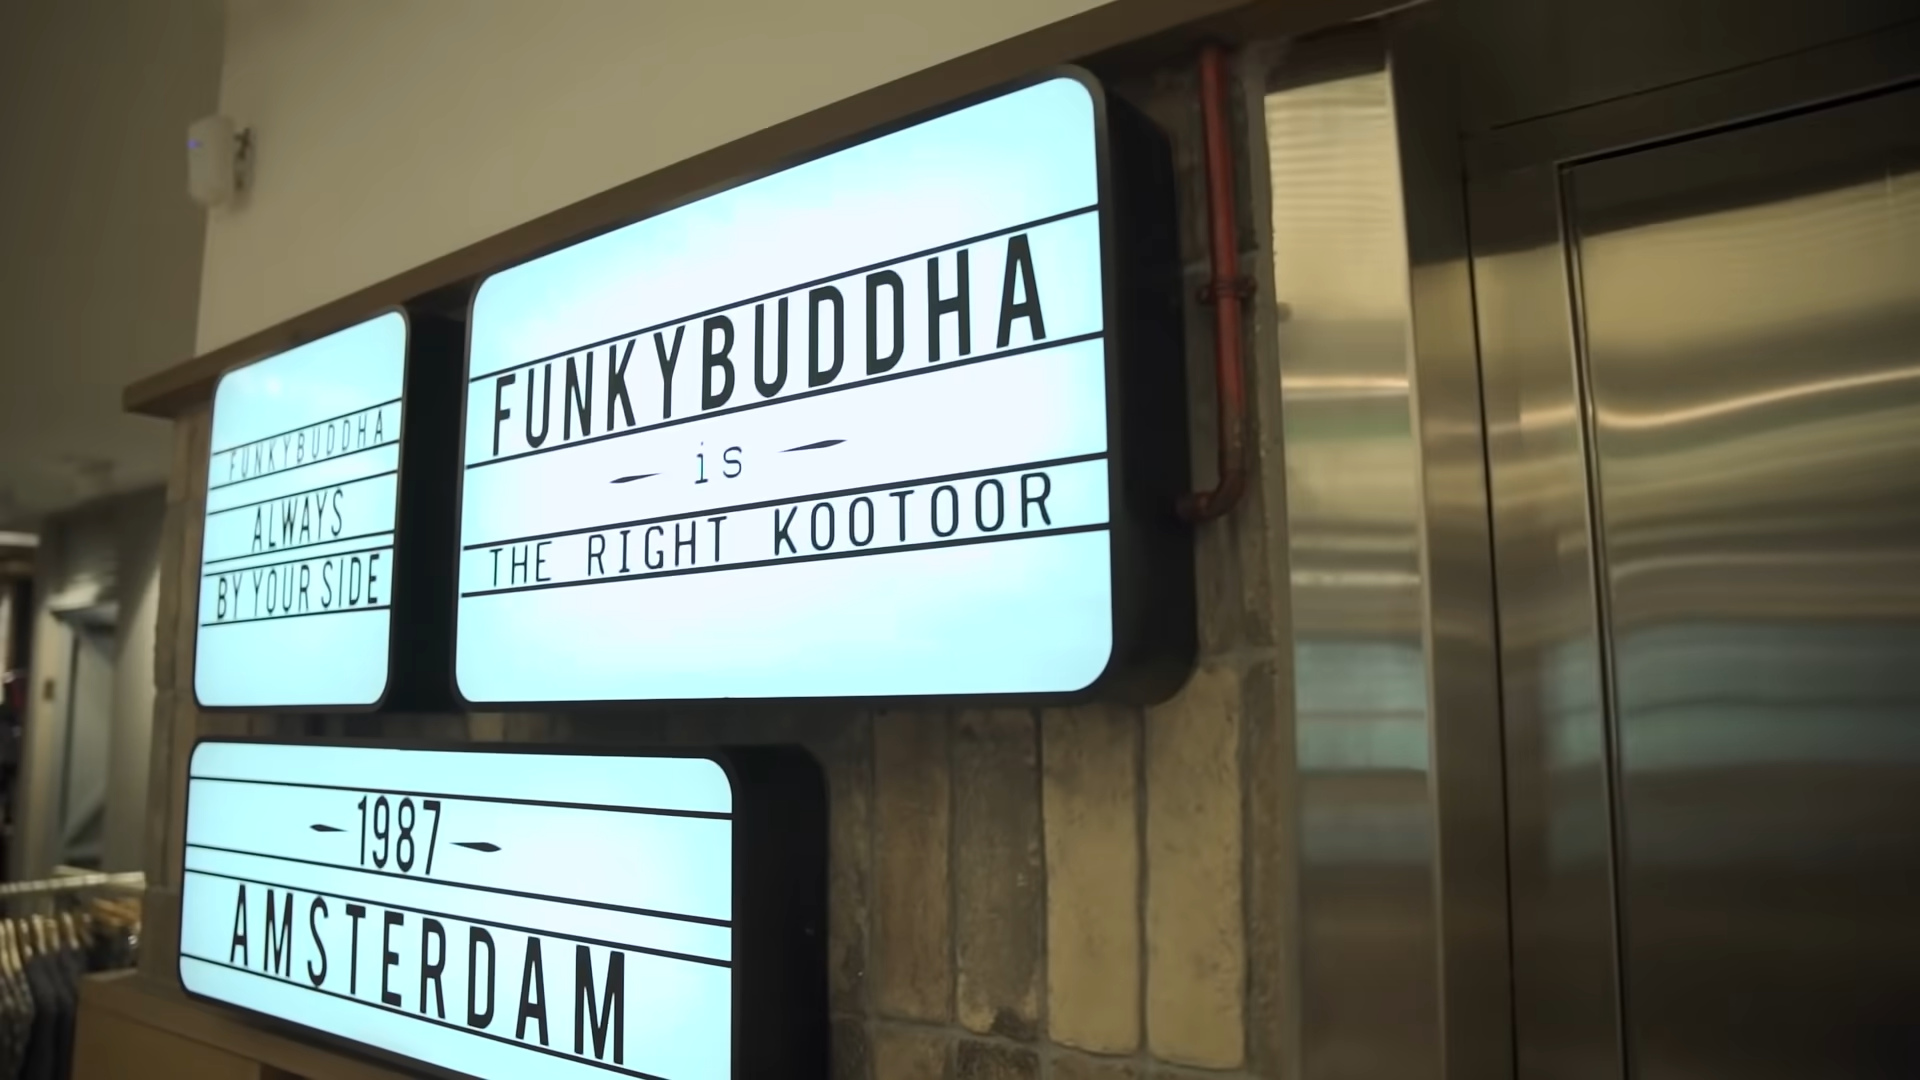 FUNKYBUDDHA
ALWAYS
BY YOUR SIDE
FUNKYBUDDHA
is
THE RIGHT KOOTOOR
1987
AMSTERDAM